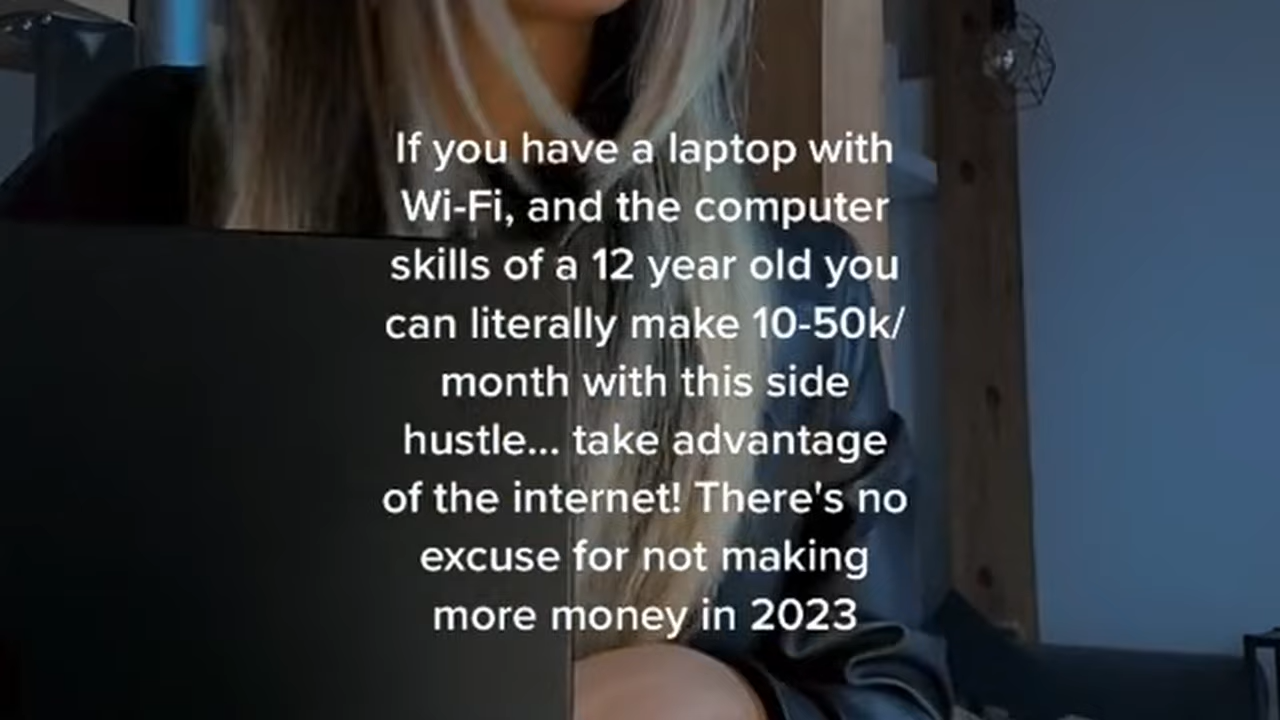 If you have a laptop with
Wi-Fi, and the computer
skills of a 12 year old you
can literally make 10-50k/
month with this side
hustle... take advantage
of the internet! There's no
excuse for not making
more money in 2023